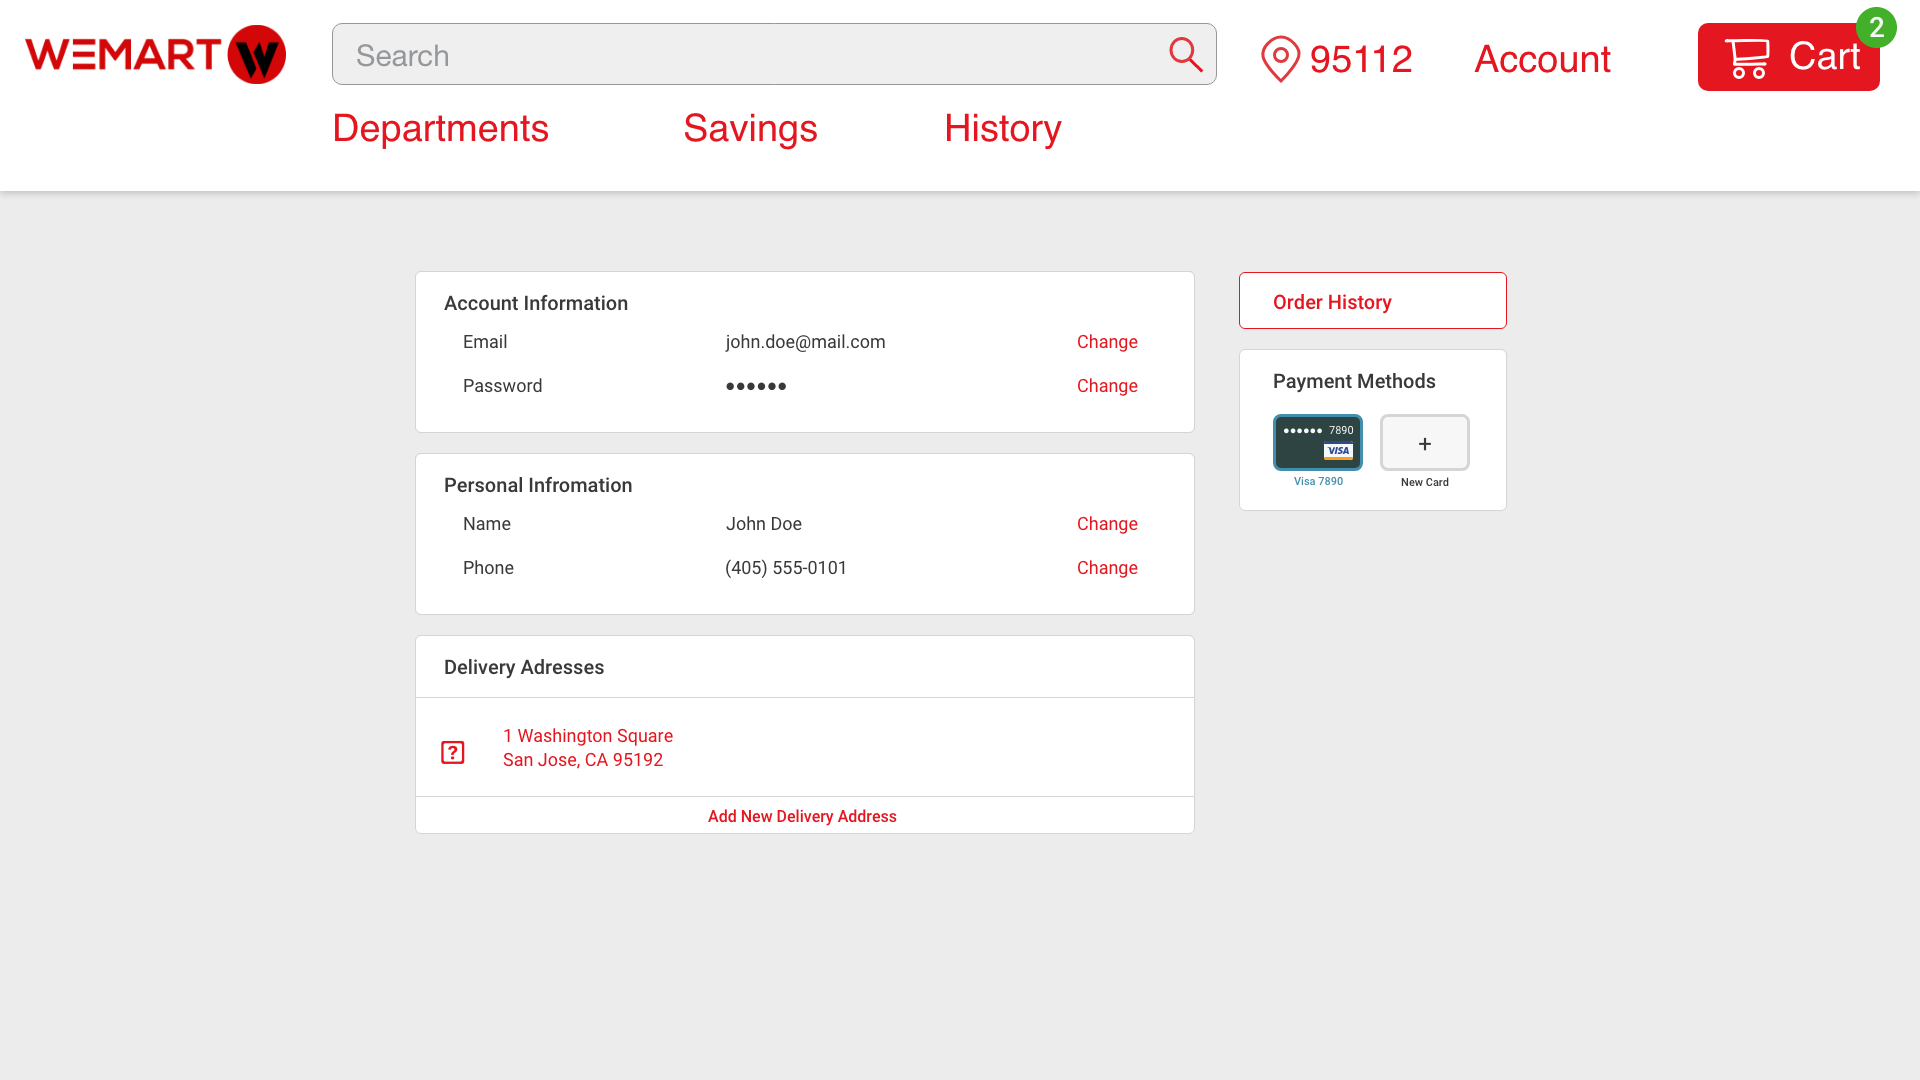 WEMART W
Search
95112
Account
Cart
2
Departments
Savings
History
Account Information
Email john.doe@mail.com Change
Password •••••• Change
Personal Infromation
Name John Doe Change
Phone (405) 555-0101 Change
Delivery Adresses
?
1 Washington Square
San Jose, CA 95192
Add New Delivery Address
Order History
Payment Methods
•••••• 7890
VISA
Visa 7890
+
New Card